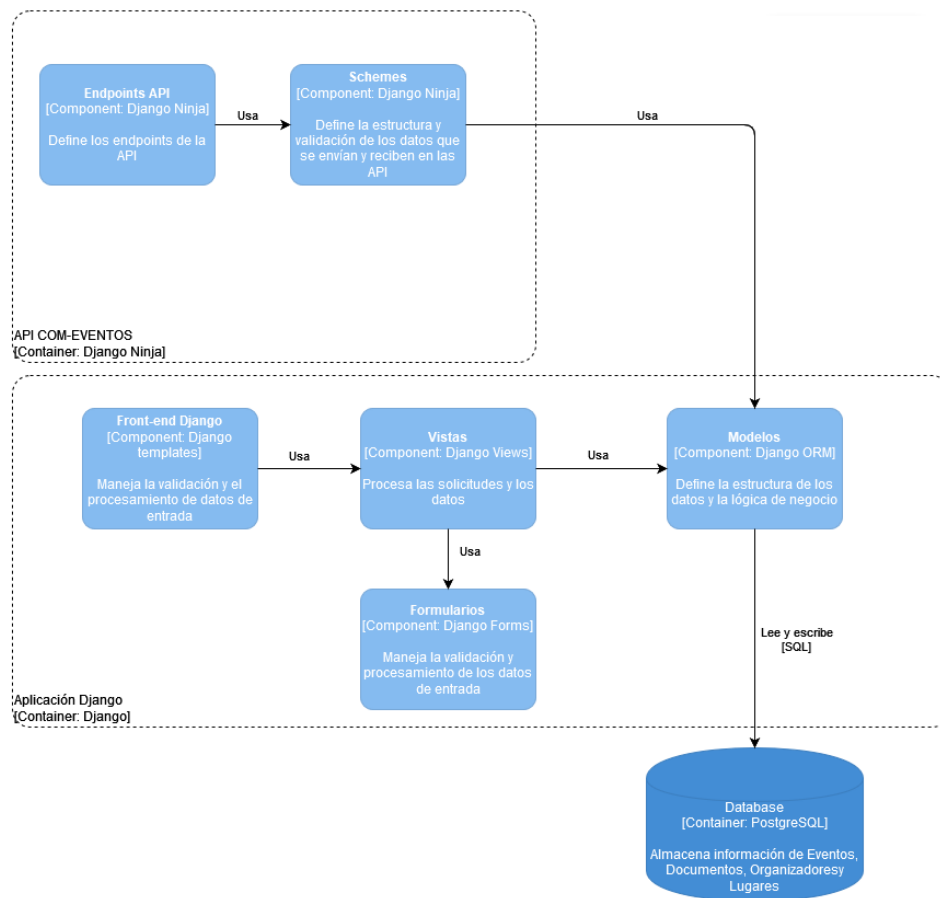 Endpoints API
[Component: Django Ninja]
Define los endpoints de la
API
Usa
Schemes
[Component: Django Ninja]
Define la estructura y
validación de los datos que
se envían y reciben en las
API
Usa
API COM-EVENTOS
[Container: Django Ninja]
Front-end Django
[Component: Django
templates]
Maneja la validación y el
procesamiento de datos de
entrada
Usa
Vistas
[Component: Django Views]
Procesa las solicitudes y los
datos
Usa
Modelos
[Component: Django ORM]
Define la estructura de los
datos y la lógica de negocio
Usa
Formularios
[Component: Django Forms]
Maneja la validación y
procesamiento de los datos
de entrada
Lee y escribe
[SQL]
Aplicación Django
[Container: Django]
Database
[Container: PostgreSQL]
Almacena información de Eventos,
Documentos, Organizadoresy
Lugares